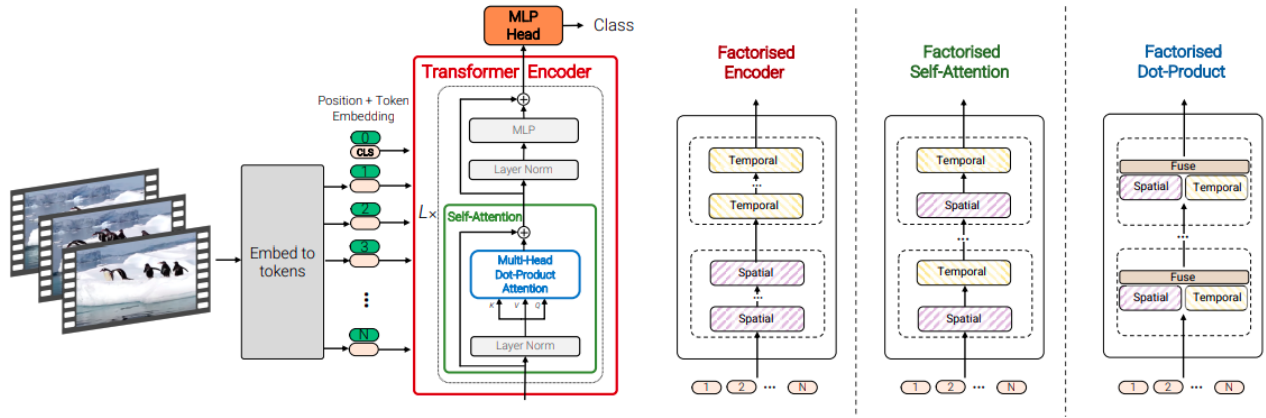 MLP
Head
Class
Transformer Encoder
Position + Token
Embedding
0
CLS
1
2
3
N
Embed to
tokens
L×
MLP
Layer Norm
Self-Attention
Multi-Head
Dot-Product
Attention
K V Q
Layer Norm
Factorised
Encoder
Temporal
...
Temporal
Spatial
...
Spatial
1 2 ... N
Factorised
Self-Attention
Temporal
Spatial
...
Temporal
Spatial
1 2 ... N
Factorised
Dot-Product
Fuse
Spatial Temporal
...
Fuse
Spatial Temporal
1 2 ... N